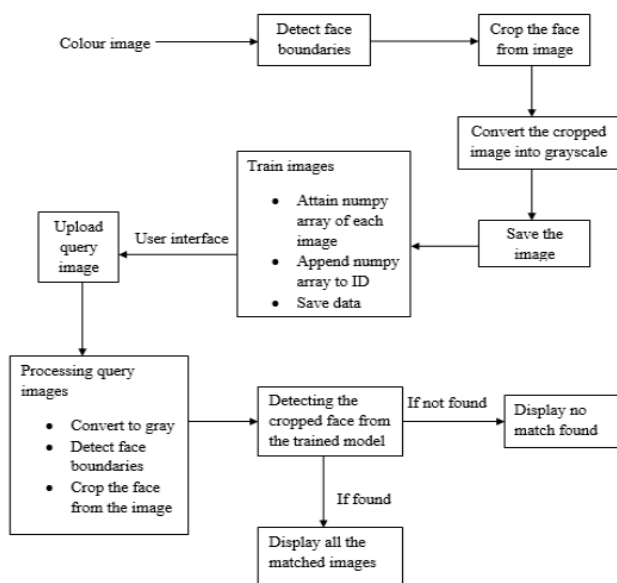 Colour image
Detect face
boundaries
Crop the face
from image
Convert the cropped
image into grayscale
Save the
image
Train images
• Attain numpy
array of each
image
• Append numpy
array to ID
• Save data
User interface
Upload
query
image
Processing query
images
• Convert to gray
• Detect face
boundaries
• Crop the face
from the image
Detecting the
cropped face from
the trained model
If not found
Display no
match found
If found
Display all the
matched images